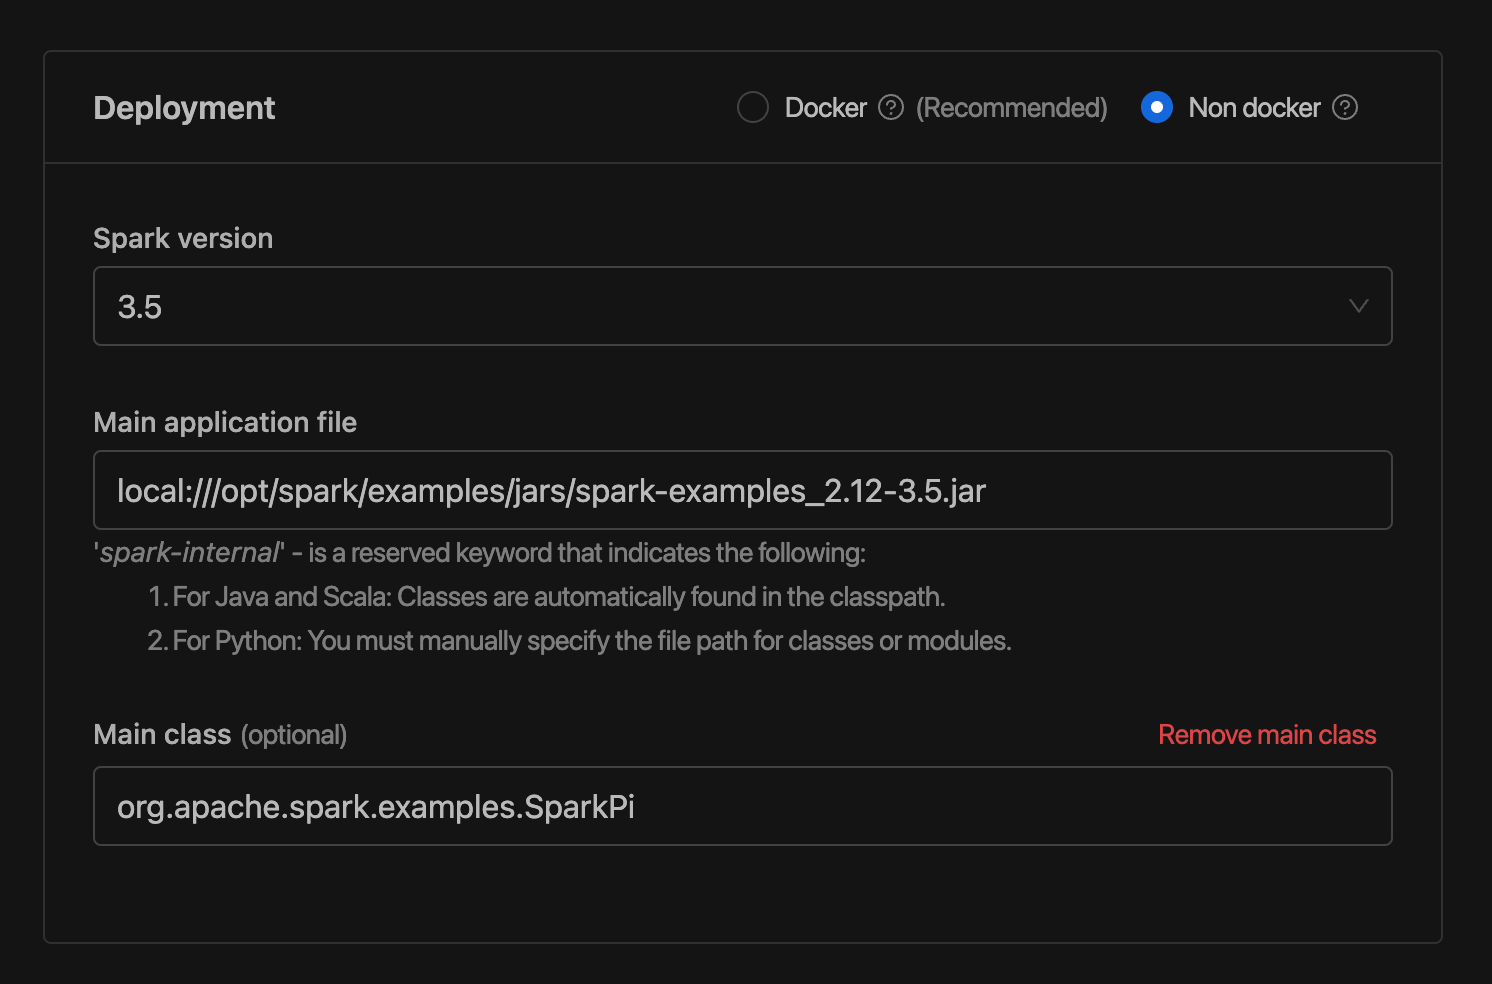 Deployment
Docker ? (Recommended) Non docker ?
Spark version
3.5
Main application file
local:///opt/spark/examples/jars/spark-examples_2.12-3.5.jar
'spark-internal' - is a reserved keyword that indicates the following:
1. For Java and Scala: Classes are automatically found in the classpath.
2. For Python: You must manually specify the file path for classes or modules.
Main class (optional)
Remove main class
org.apache.spark.examples.SparkPi